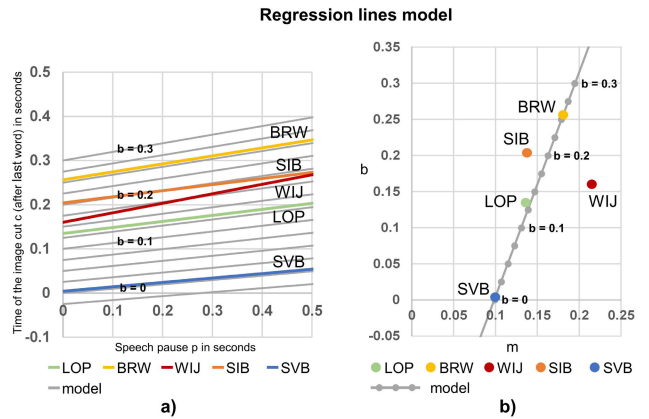 Regression lines model
Time of the image cut c (after last word) in seconds
0.5
0.4
0.3
0.2
0.1
0
-0.1
b = 0.3
b = 0.2
b = 0.1
b = 0
BRW
SIB
WIJ
LOP
SVB
0 0.1 0.2 0.3 0.4 0.5
Speech pause p in seconds
LOP BRW WIJ SIB SVB
model
a)
b
0.35
0.3
0.25
0.2
0.15
0.1
0.05
0
-0.05
b = 0.3
BRW
SIB
b = 0.2
LOP
WIJ
b = 0.1
SVB
b = 0
0 0.05 0.1 0.15 0.2 0.25
m
LOP BRW WIJ SIB SVB
model
b)